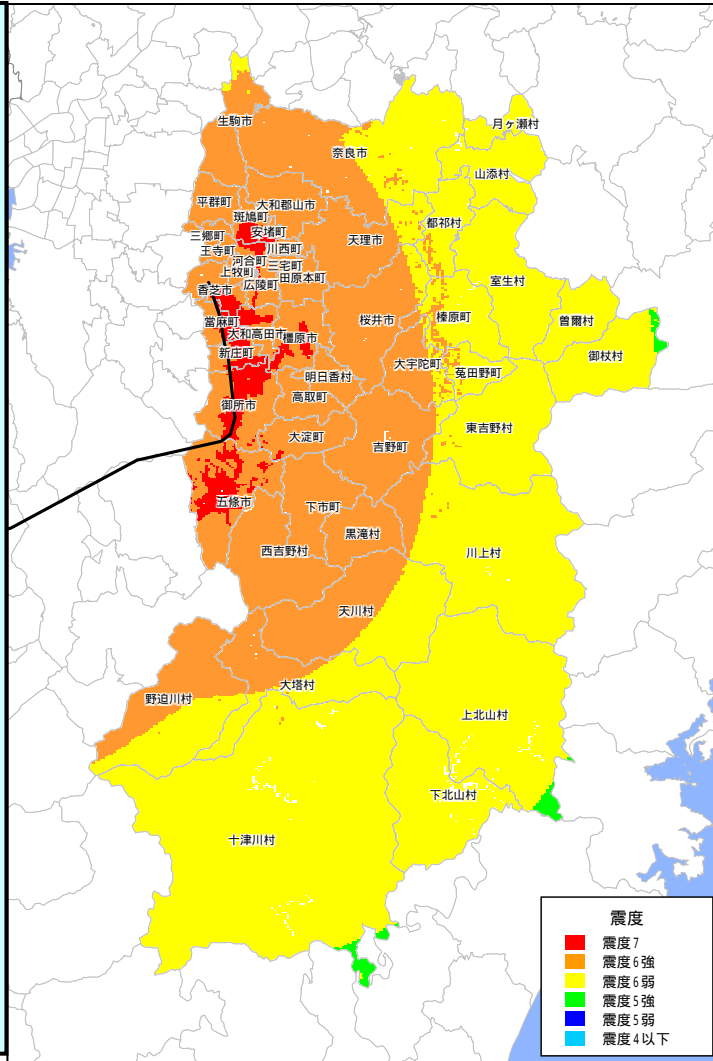 生駒市
月ヶ瀬村
奈良市
山添村
平群町
大和郡山市
斑鳩町
都祁村
三郷町
安堵町
天理市
王寺町
川西町
河合町
三宅町
上牧町
田原本町
室生村
香芝市
広陵町
當麻町
桜井市
榛原町
曽爾村
大和高田市
橿原市
新庄町
御杖村
大宇陀町
菟田野町
明日香村
高取町
御所市
東吉野村
大淀町
吉野町
五條市
下市町
黒滝村
西吉野村
川上村
天川村
大塔村
野迫川村
上北山村
下北山村
十津川村
震度
震度7
震度6強
震度6弱
震度5強
震度5弱
震度4以下